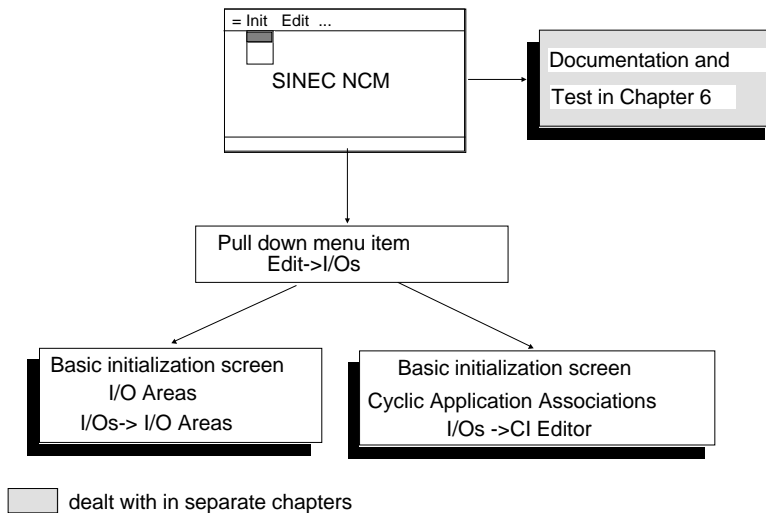 = Init Edit ...
SINEC NCM
Documentation and
Test in Chapter 6
Pull down menu item
Edit->I/Os
Basic initialization screen
I/O Areas
I/Os-> I/O Areas
Basic initialization screen
Cyclic Application Associations
I/Os ->CI Editor
dealt with in separate chapters